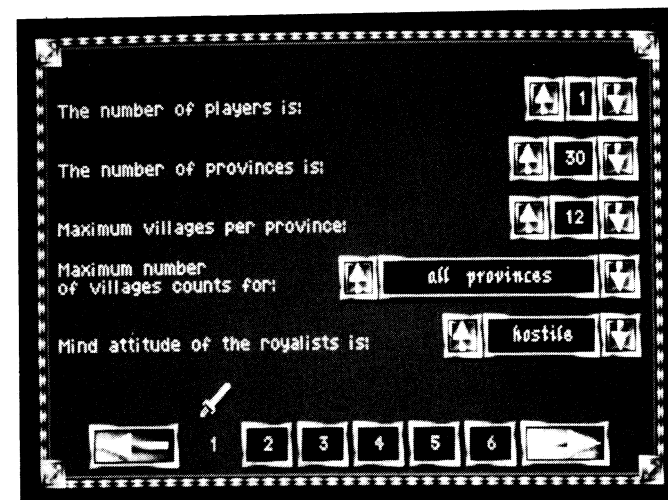 The number of players is: 1
The number of provinces is: 30
Maximum villages per province: 12
Maximum number
of villages counts for: all provinces
Mind attitude of the royalists is: hostile
1 2 3 4 5 6